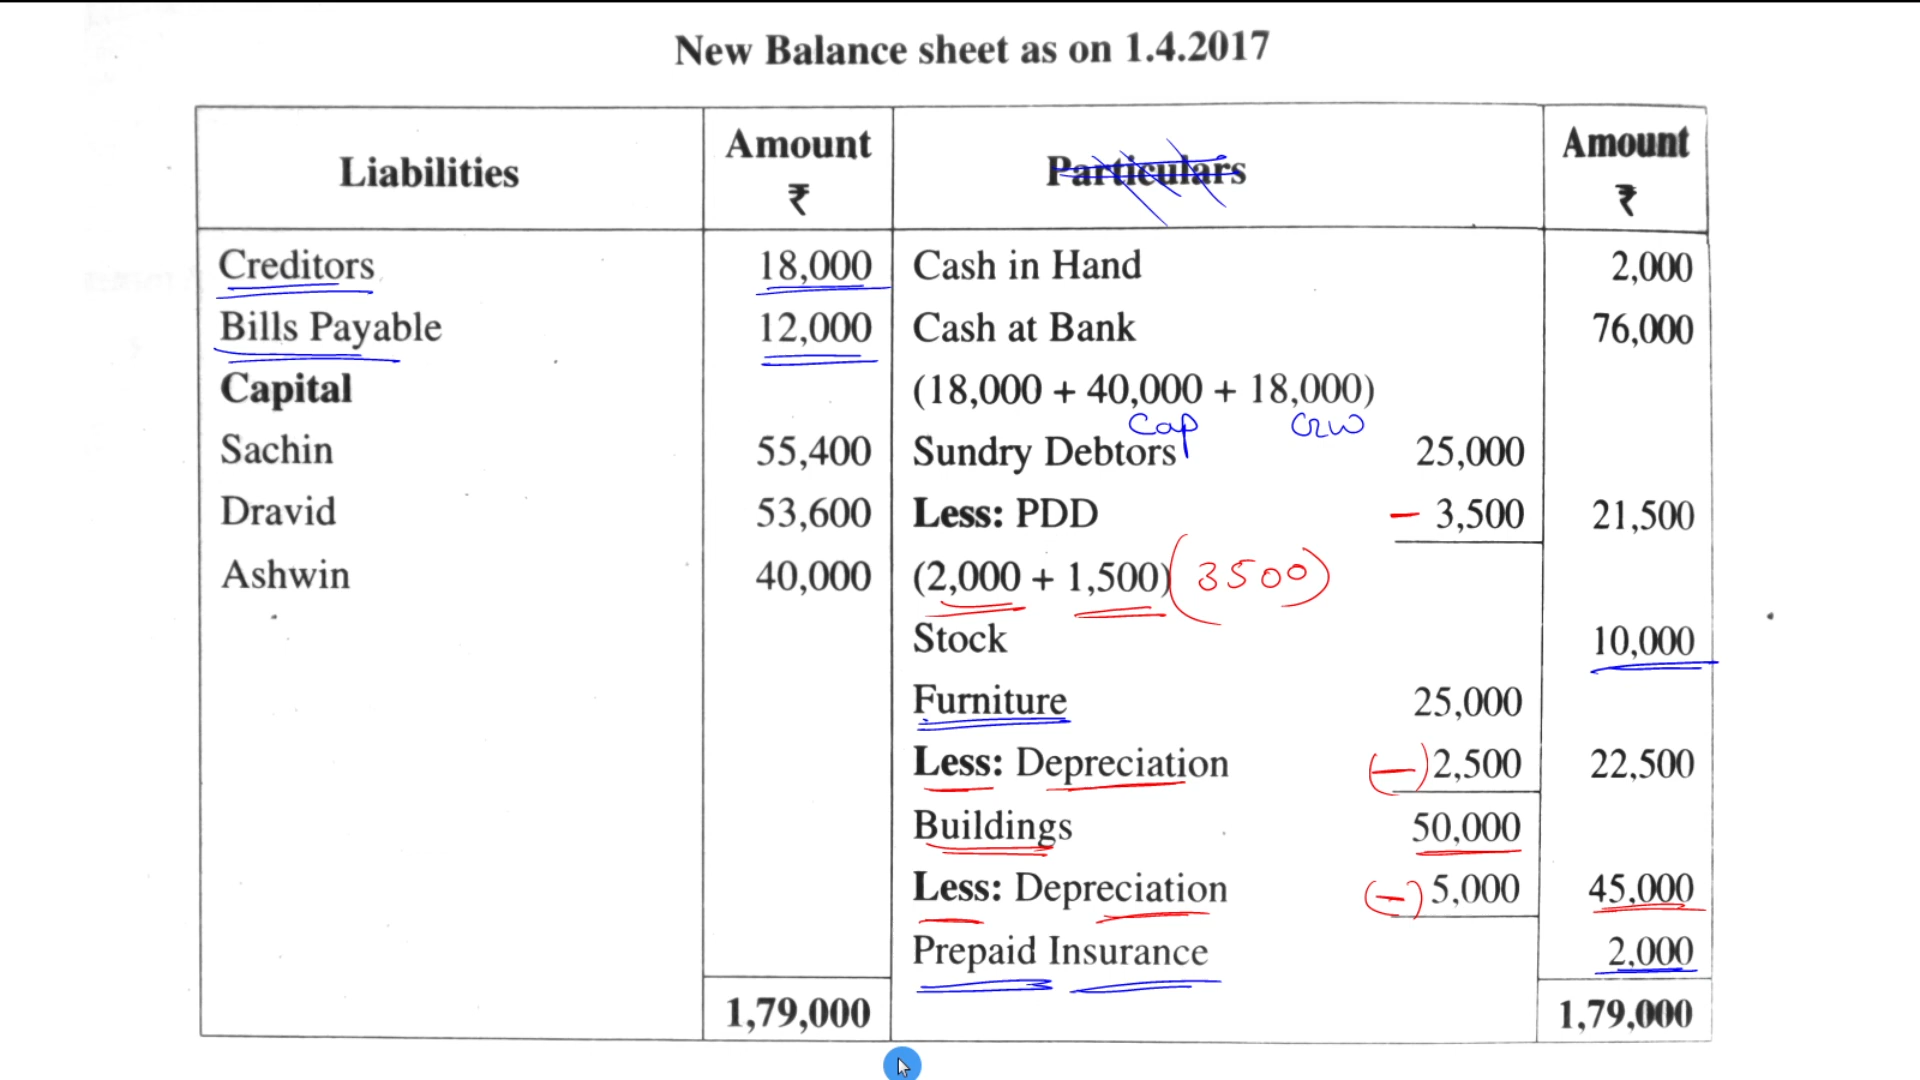 New Balance sheet as on 1.4.2017
Liabilities Amount ₹ Particulars Amount ₹
Creditors 18,000 Cash in Hand 2,000
Bills Payable 12,000 Cash at Bank 76,000
Capital (18,000 + 40,000 + 18,000)
Cap GW
Sachin 55,400 Sundry Debtors 25,000
Dravid 53,600 Less: PDD - 3,500 21,500
Ashwin 40,000 (2,000 + 1,500) (3500)
Stock 10,000
Furniture 25,000
Less: Depreciation (-) 2,500 22,500
Buildings 50,000
Less: Depreciation (-) 5,000 45,000
Prepaid Insurance 2,000
1,79,000 1,79,000